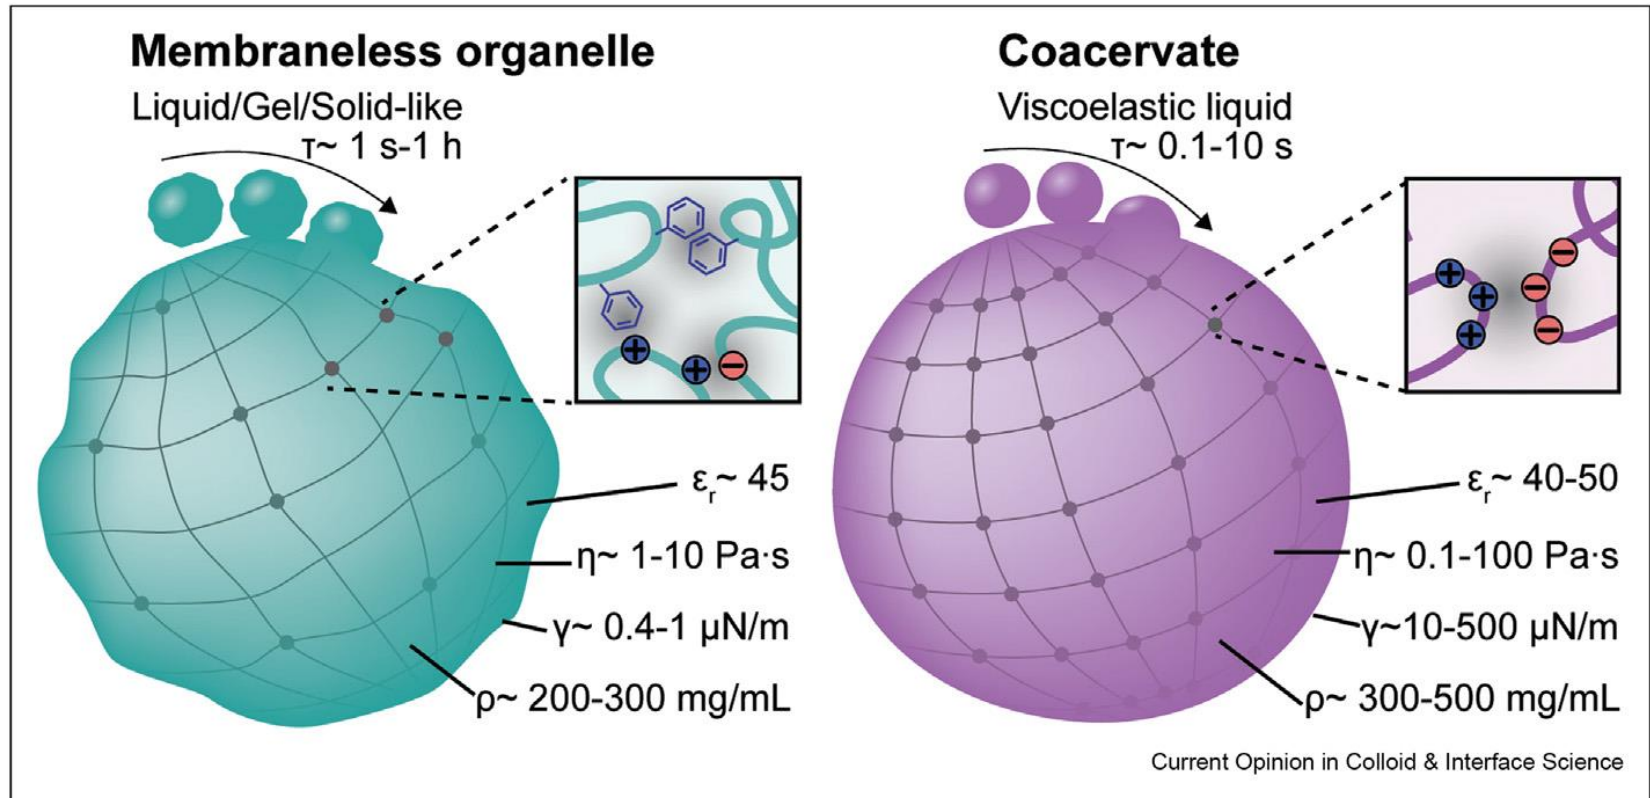 Membraneless organelle
Liquid/Gel/Solid-like
τ~ 1 s-1 h
+
+
−
εr~ 45
η~ 1-10 Pa·s
γ~ 0.4-1 µN/m
ρ~ 200-300 mg/mL
Coacervate
Viscoelastic liquid
τ~ 0.1-10 s
+
+
+
−
−
−
εr~ 40-50
η~ 0.1-100 Pa·s
γ~10-500 µN/m
ρ~ 300-500 mg/mL
Current Opinion in Colloid & Interface Science